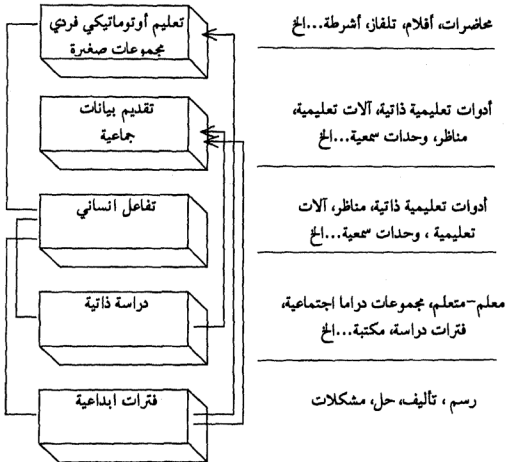 تعليم أوتوماتيكي فردي
مجموعات صغيرة
محاضرات، أقلام، تلفاز، أشرطة...الخ
تقديم بيانات
جماعية
أدوات تعليمية ذاتية، آلات تعليمية،
مناظر، وحدات سمعية...الخ
تفاعل انساني
أدوات تعليمية ذاتية، مناظر، آلات
تعليمية ، وحدات سمعية...الخ
دراسة ذاتية
معلم-متعلم، مجموعات دراما اجتماعية،
فترات دراسة، مكتبة...الخ
فترات ابداعية
رسم ، تأليف، حل، مشكلات